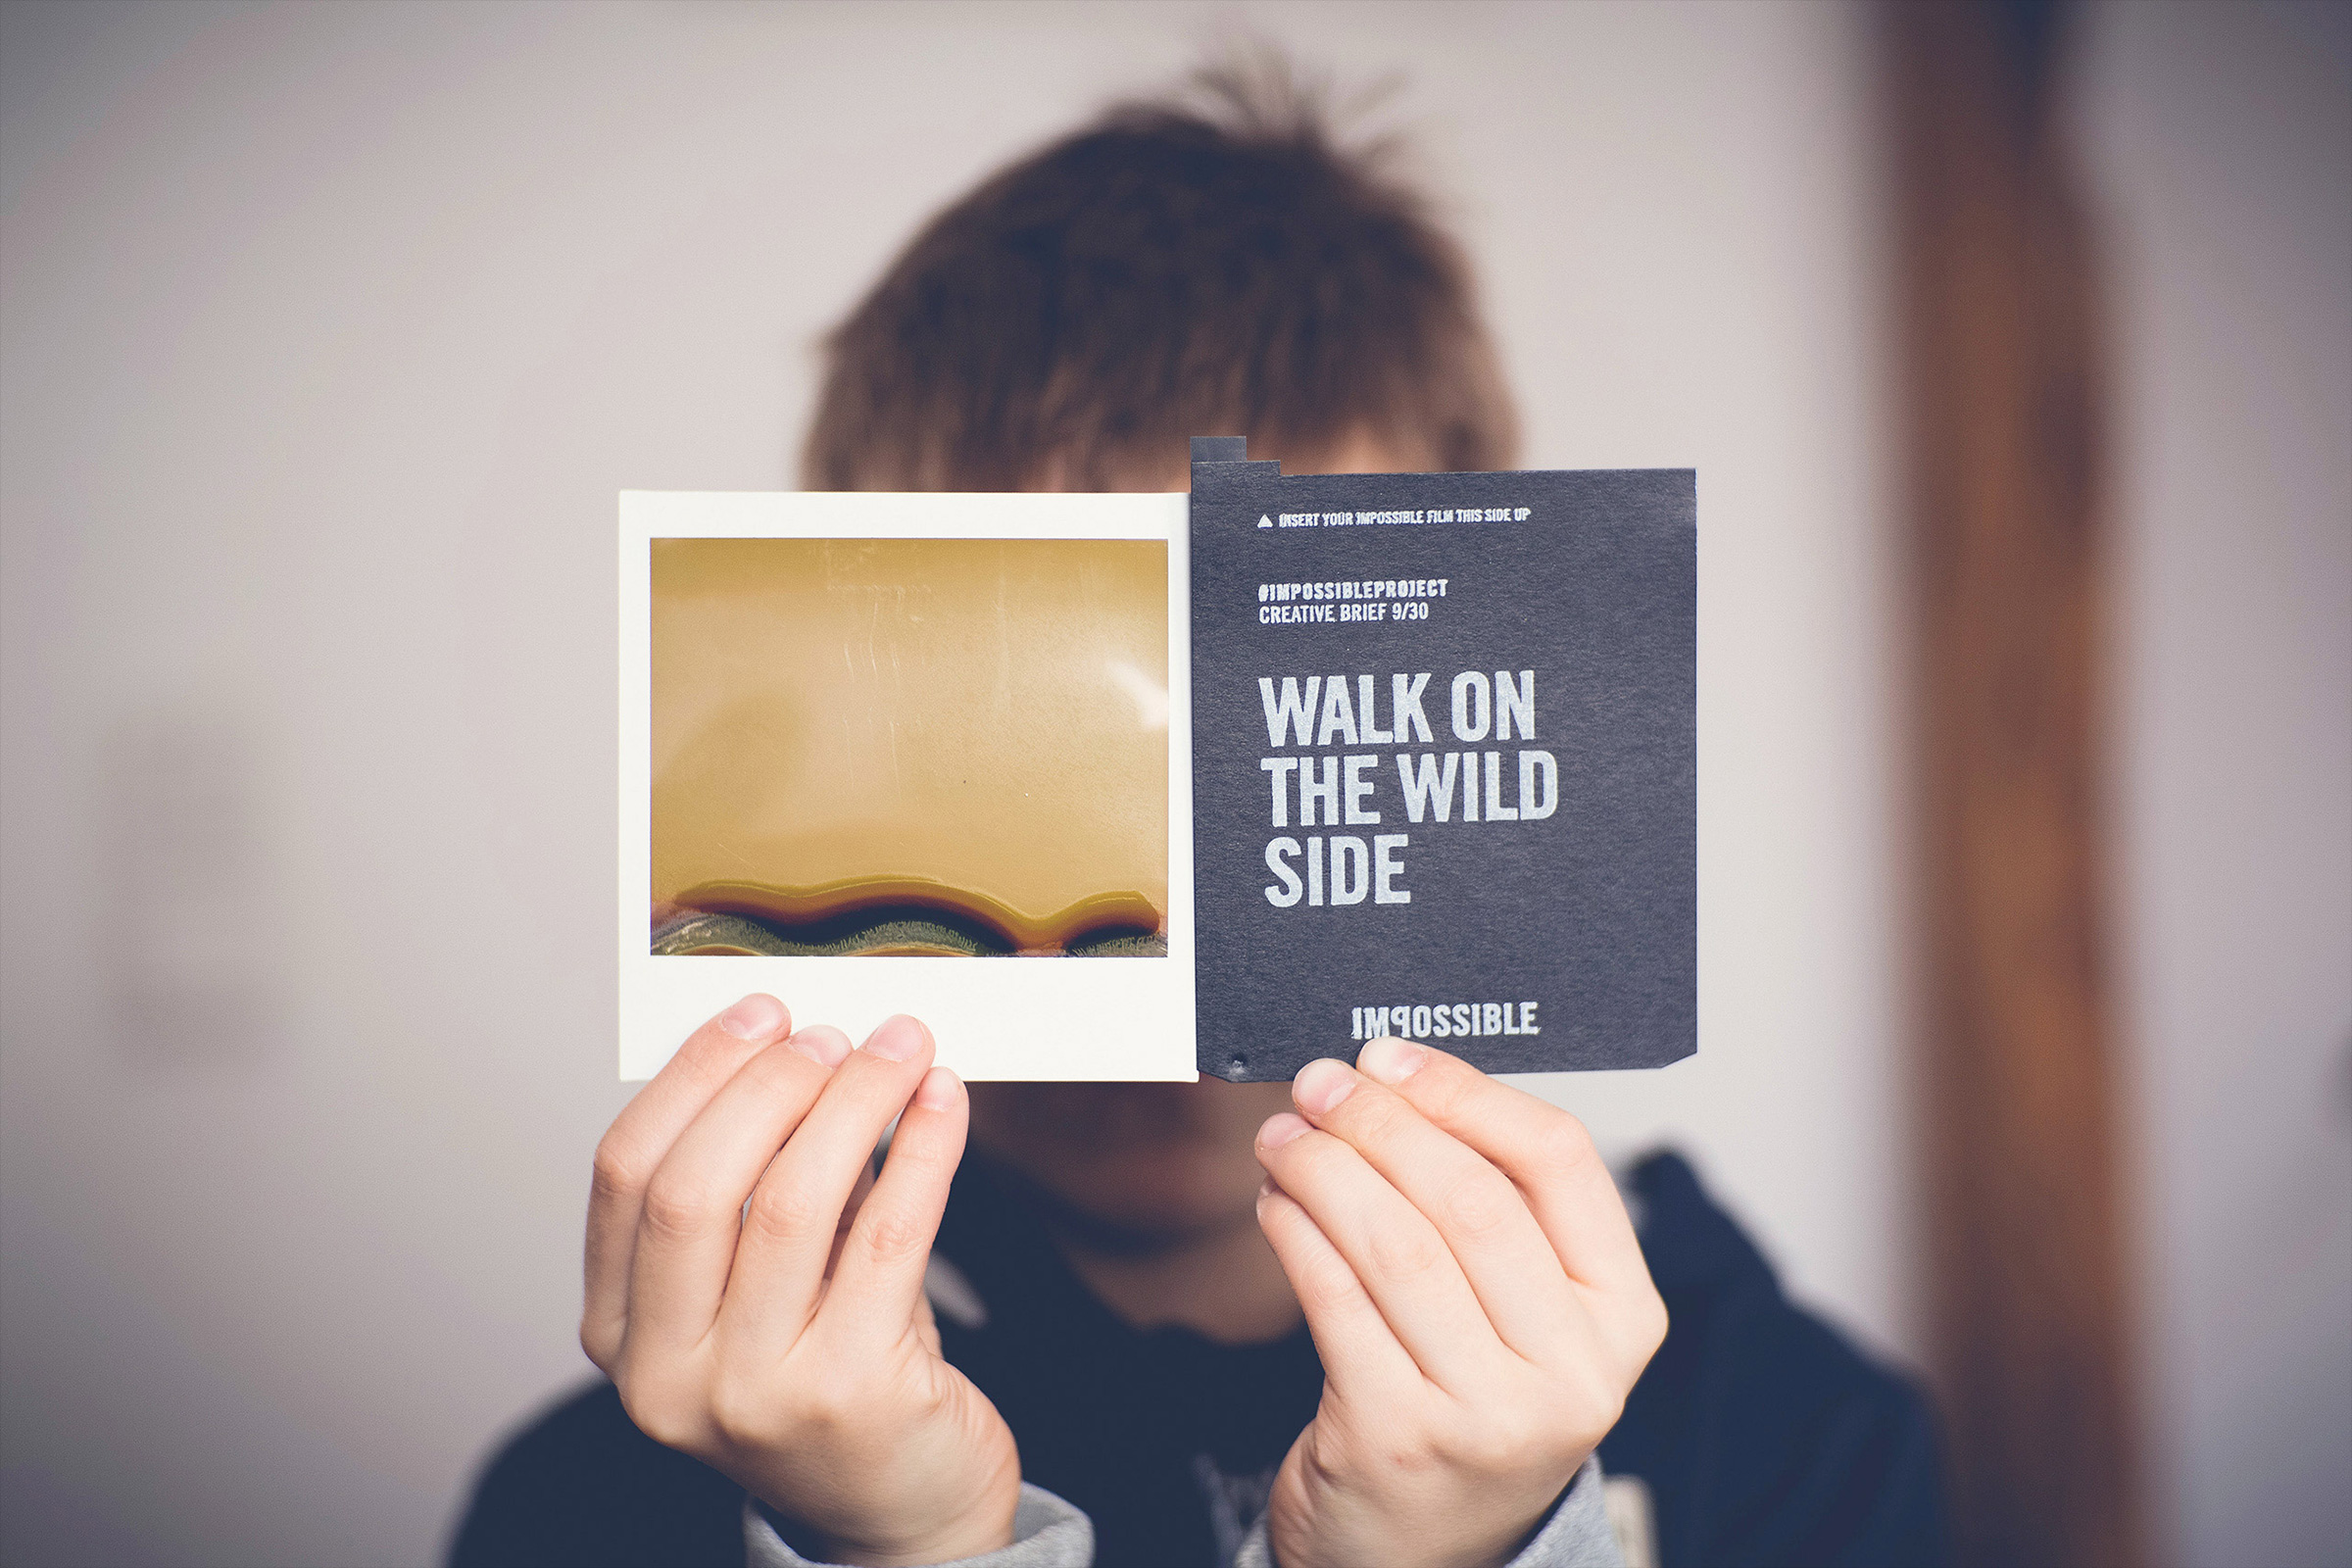 ▲ INSERT YOUR IMPOSSIBLE FILM THIS SIDE UP
#IMPOSSIBLEPROJECT
CREATIVE BRIEF 9/30
WALK ON
THE WILD
SIDE
IMPOSSIBLE